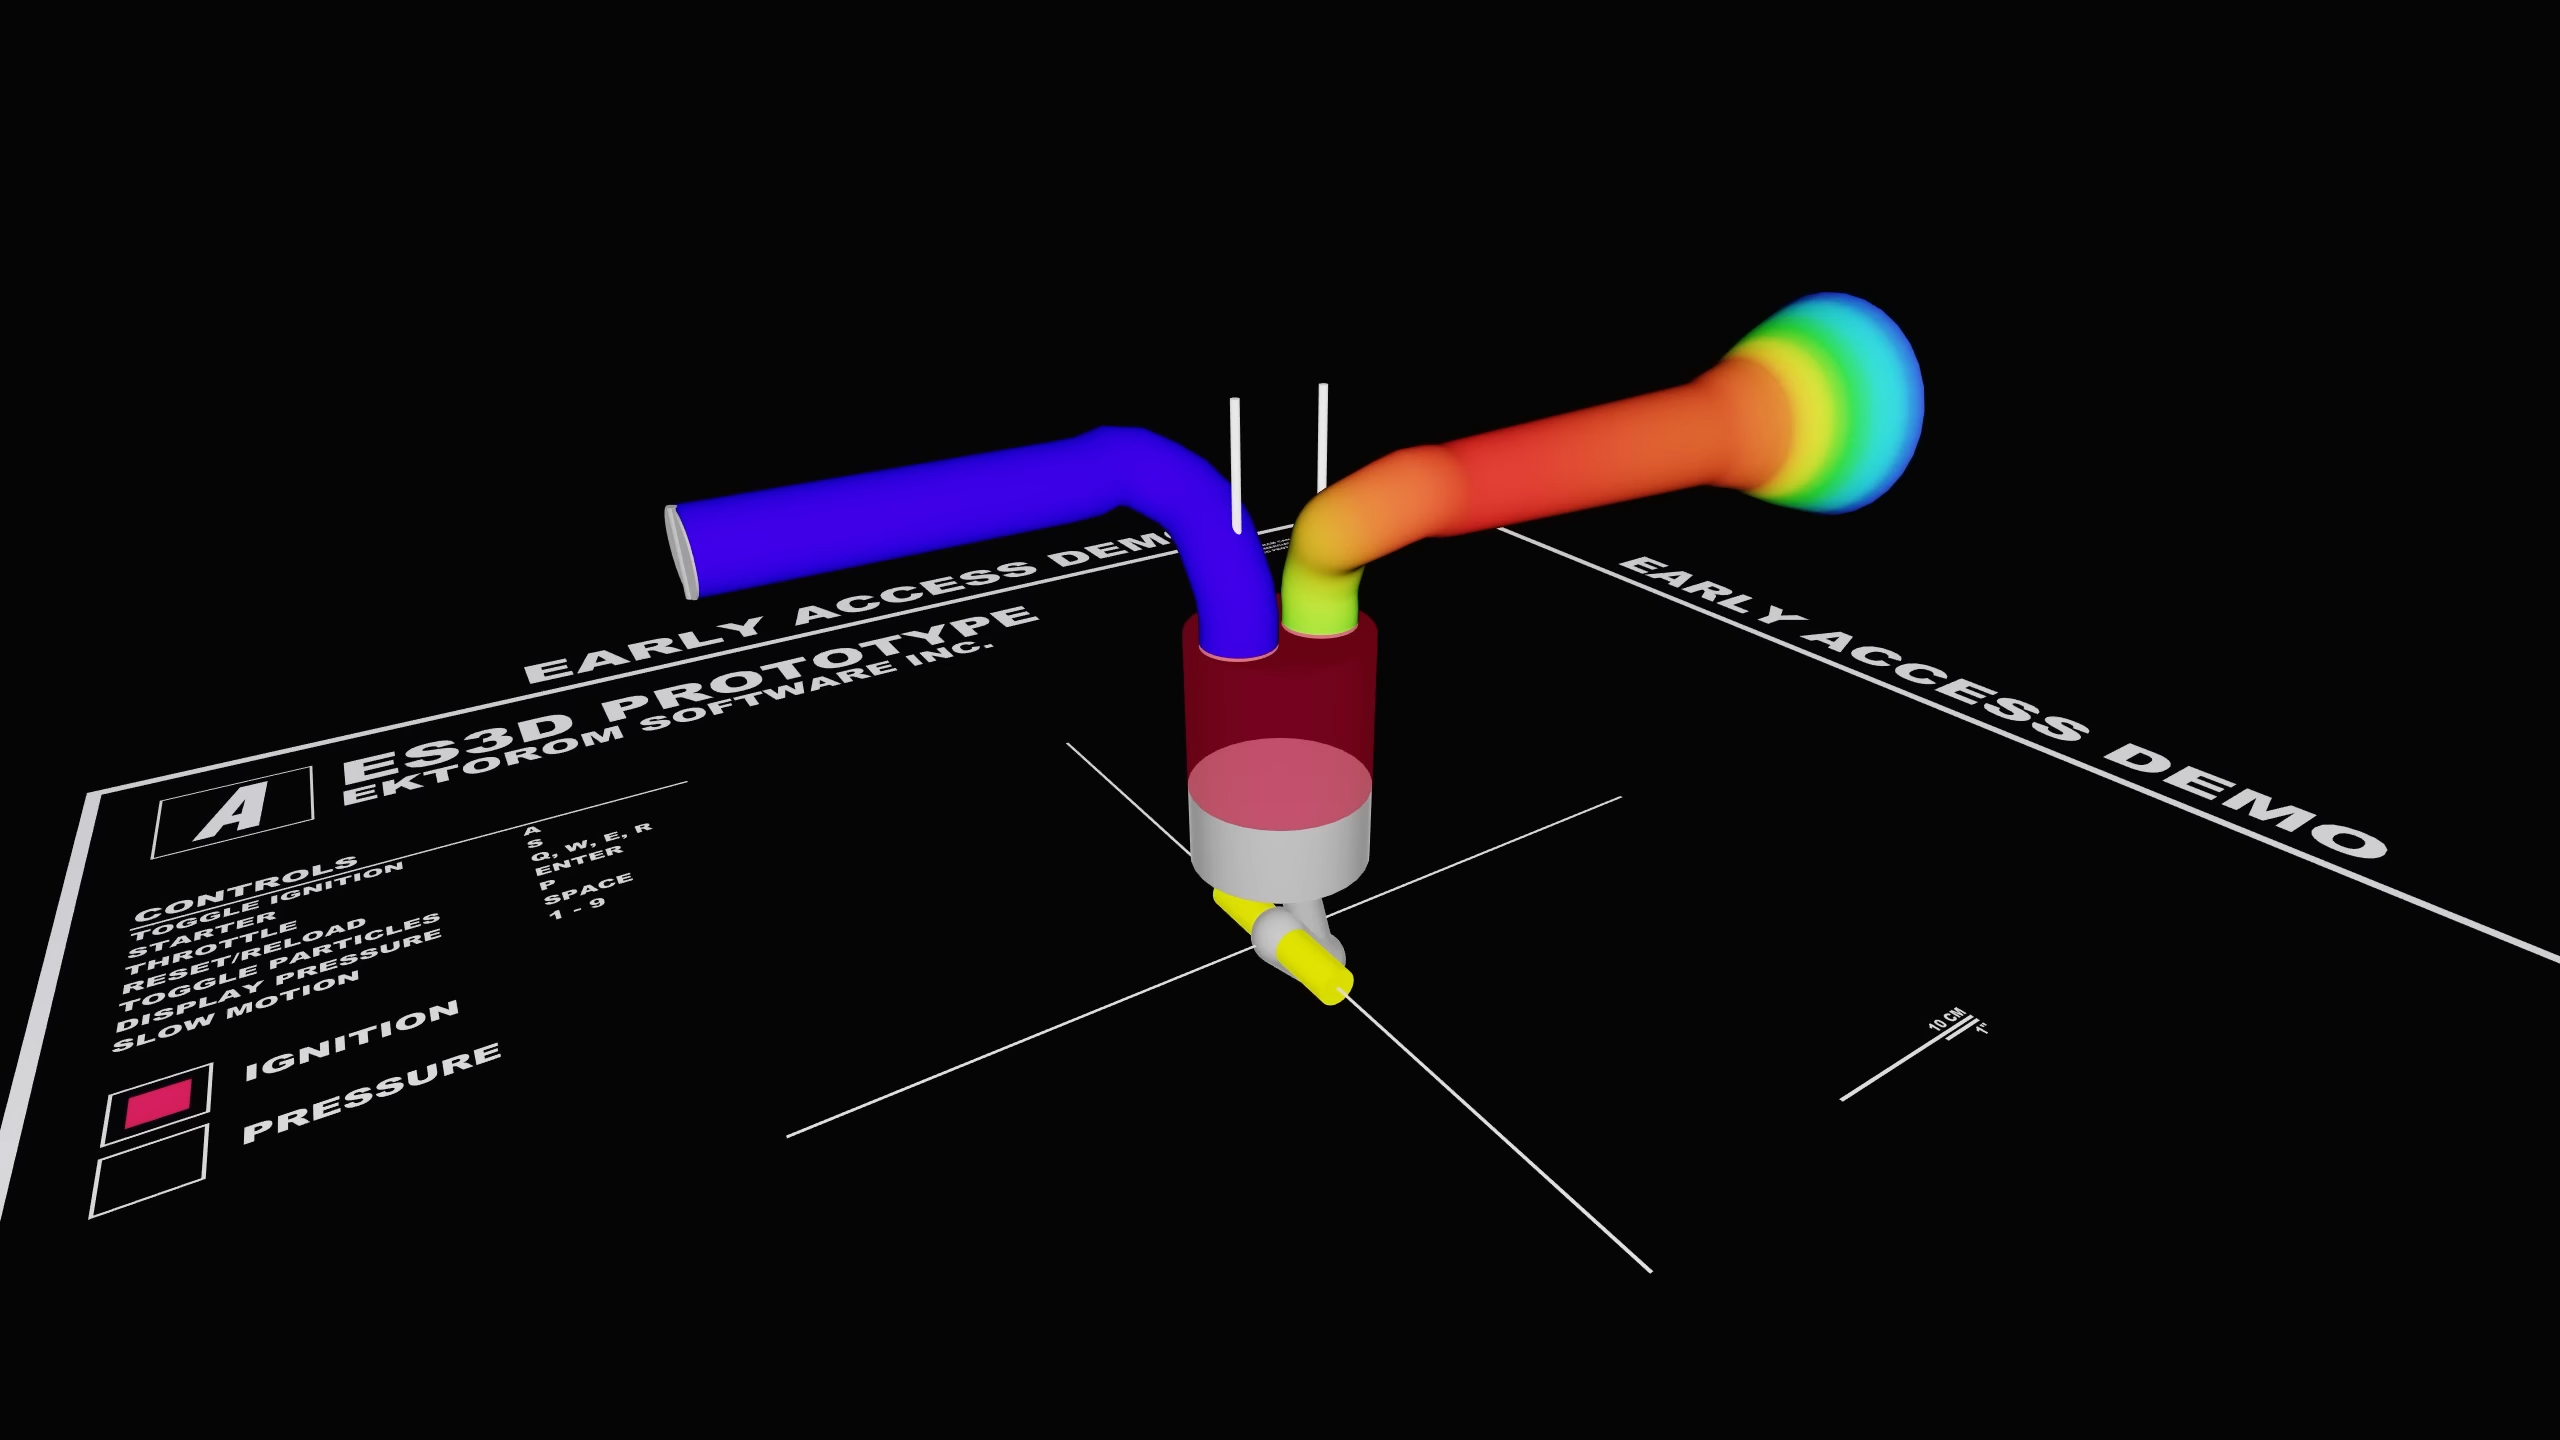 EARLY ACCESS DEMO
A
ES3D PROTOTYPE
EKTOROM SOFTWARE INC.
CONTROLS
TOGGLE IGNITION A
STARTER S
THROTTLE Q, W, E, R
RESET/RELOAD ENTER
TOGGLE PARTICLES P
DISPLAY PRESSURE SPACE
SLOW MOTION 1 - 9
IGNITION
PRESSURE
EARLY ACCESS DEMO
10 CM
1"